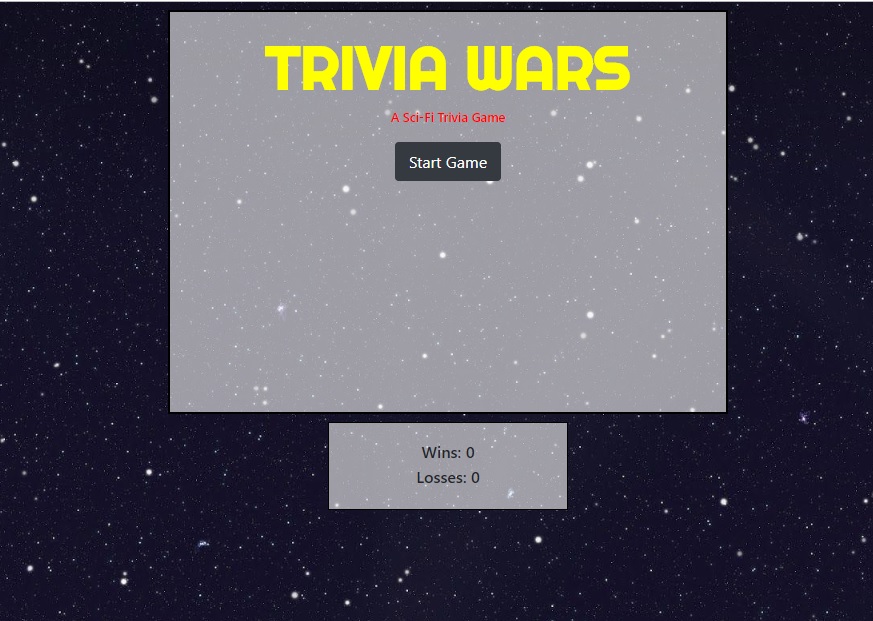 TRIVIA WARS
A Sci-Fi Trivia Game
Start Game
Wins: 0
Losses: 0